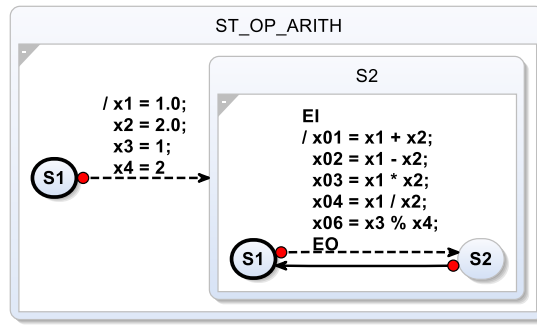 ST_OP_ARITH
S2
/ x1 = 1.0;
x2 = 2.0;
x3 = 1;
x4 = 2
S1
EI
/ x01 = x1 + x2;
x02 = x1 - x2;
x03 = x1 * x2;
x04 = x1 / x2;
x06 = x3 % x4;
EO
S1
S2